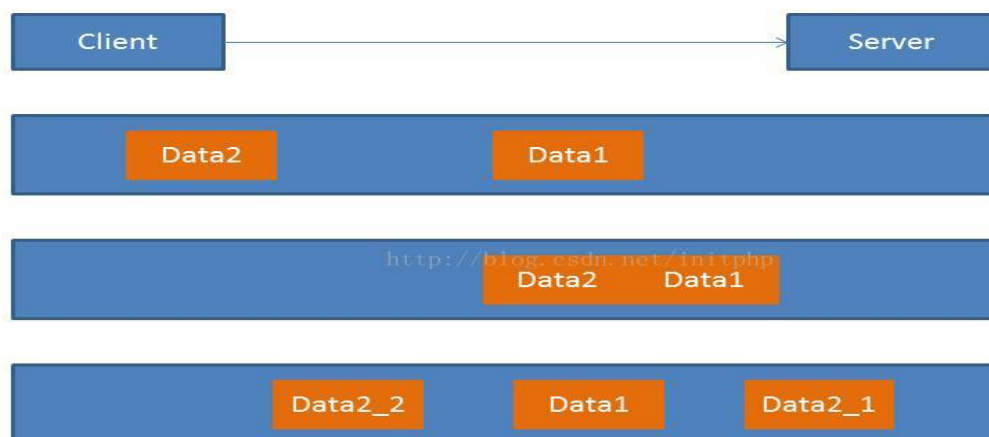 Client Server
Data2 Data1
http://blog.csdn.net/initphp
Data2 Data1
Data2_2 Data1 Data2_1